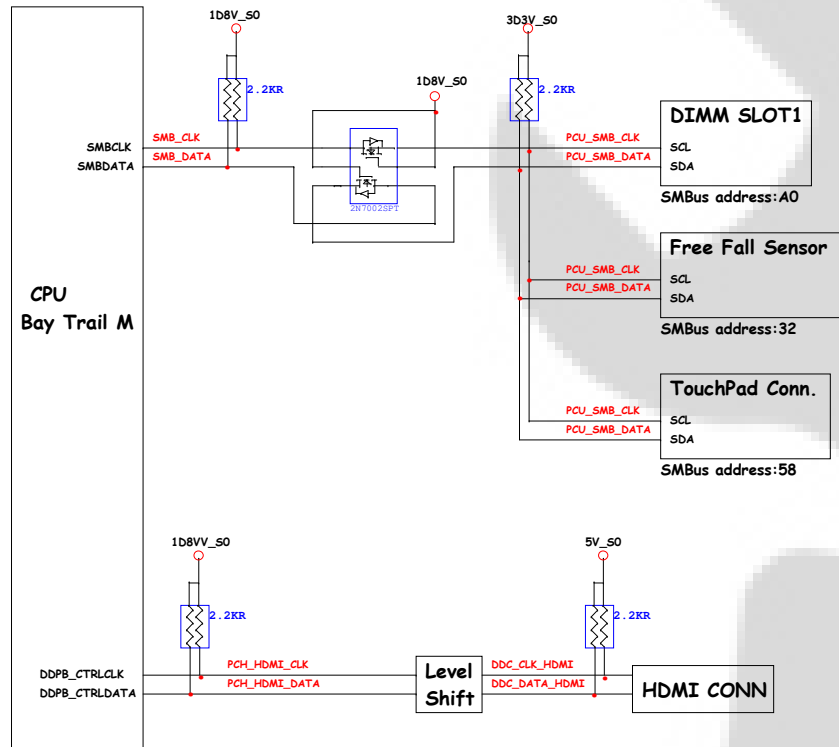 1D8V_S0
3D3V_S0
2.2KR
1D8V_S0
2.2KR
DIMM SLOT1
SMBCLK
SMB_CLK
PCU_SMB_CLK
SCL
SMBDATA
SMB_DATA
PCU_SMB_DATA
SDA
SMBus address:A0
2N7002SPT
Free Fall Sensor
PCU_SMB_CLK
SCL
PCU_SMB_DATA
SDA
SMBus address:32
CPU
Bay Trail M
TouchPad Conn.
PCU_SMB_CLK
SCL
PCU_SMB_DATA
SDA
SMBus address:58
1D8VV_S0
5V_S0
2.2KR
2.2KR
DDPB_CTRLCLK
PCH_HDMI_CLK
Level
Shift
DDC_CLK_HDMI
DDPB_CTRLDATA
PCH_HDMI_DATA
DDC_DATA_HDMI
HDMI CONN